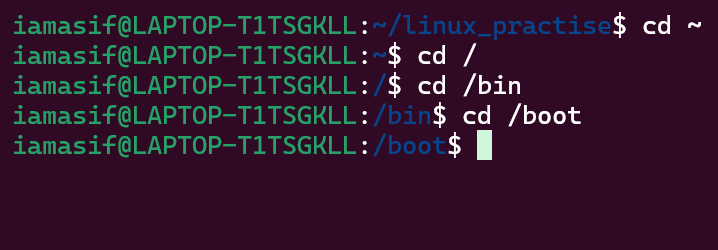 iamasif@LAPTOP-T1TSGKLL:~/linux_practise$ cd ~
iamasif@LAPTOP-T1TSGKLL:~$ cd /
iamasif@LAPTOP-T1TSGKLL:/$ cd /bin
iamasif@LAPTOP-T1TSGKLL:/bin$ cd /boot
iamasif@LAPTOP-T1TSGKLL:/boot$